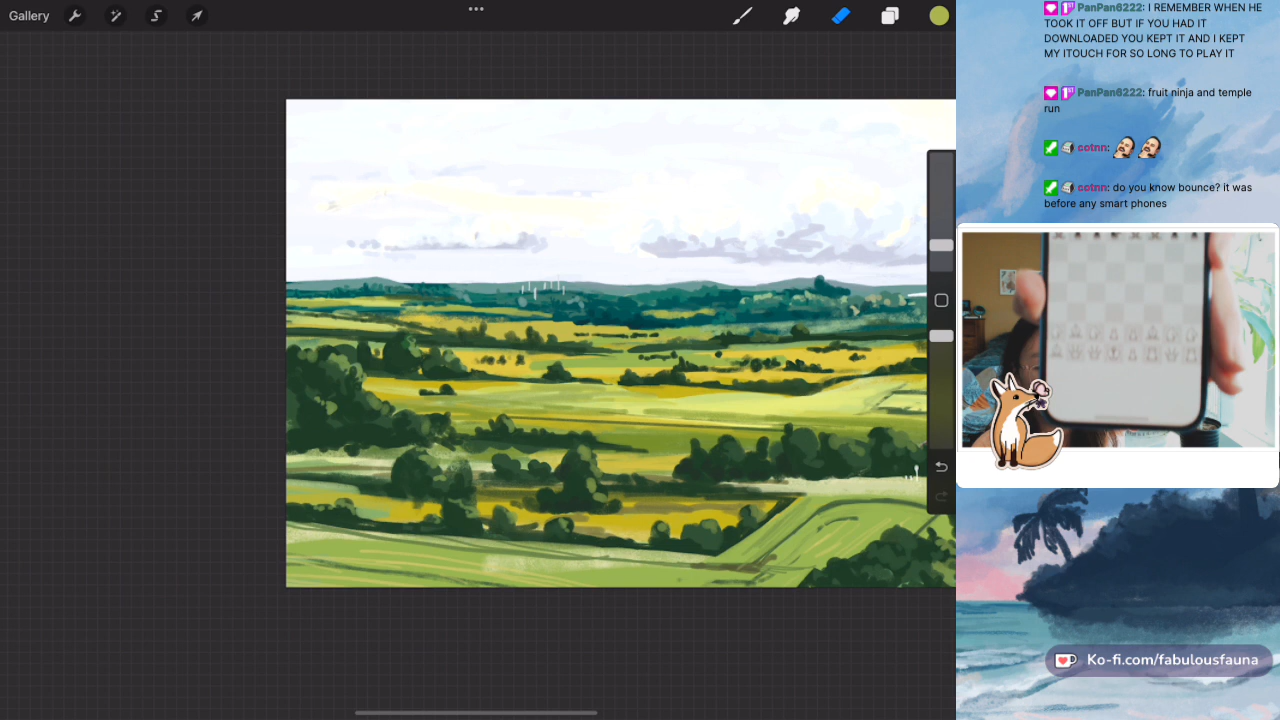 Gallery
PanPan6222: I REMEMBER WHEN HE
TOOK IT OFF BUT IF YOU HAD IT
DOWNLOADED YOU KEPT IT AND I KEPT
MY ITOUCH FOR SO LONG TO PLAY IT
PanPan6222: fruit ninja and temple
run
cotnn:
cotnn: do you know bounce? it was
before any smart phones
Ko-fi.com/fabulousfauna